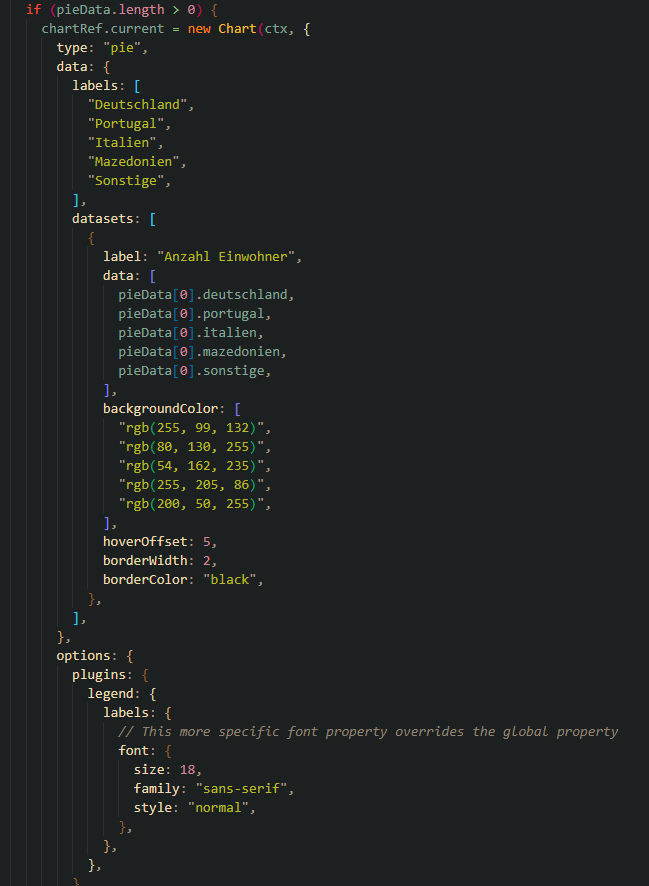 if (pieData.length > 0) {
chartRef.current = new Chart(ctx, {
type: "pie",
data: {
labels: [
"Deutschland",
"Portugal",
"Italien",
"Mazedonien",
"Sonstige",
],
datasets: [
{
label: "Anzahl Einwohner",
data: [
pieData[0].deutschland,
pieData[0].portugal,
pieData[0].italien,
pieData[0].mazedonien,
pieData[0].sonstige,
],
backgroundColor: [
"rgb(255, 99, 132)",
"rgb(80, 130, 255)",
"rgb(54, 162, 235)",
"rgb(255, 205, 86)",
"rgb(200, 50, 255)",
],
hoverOffset: 5,
borderWidth: 2,
borderColor: "black",
},
],
},
options: {
plugins: {
legend: {
labels: {
// This more specific font property overrides the global property
font: {
size: 18,
family: "sans-serif",
style: "normal",
},
},
},
}